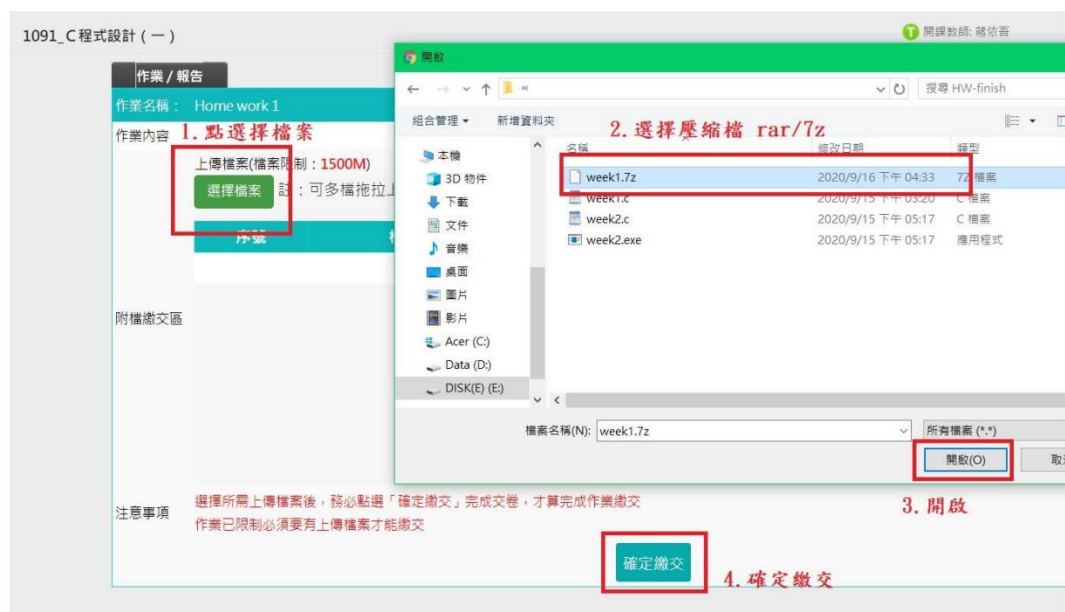 1091_C程式設計(一)
開課教師: 蔣依吾
作業 / 報告
作業名稱： Home work 1
作業內容
1. 點選擇檔案
上傳檔案(檔案限制：1500M)
選擇檔案 註：可多檔拖拉上
序號
附檔繳交區
注意事項
選擇所需上傳檔案後，務必點選「確定繳交」完成交卷，才算完成作業繳交
作業已限制必須要有上傳檔案才能繳交
確定繳交
4. 確定繳交
開啟
«
搜尋 HW-finish
組合管理 新增資料夾
2. 選擇壓縮檔 rar/7z
名稱 修改日期 類型
week1.7z 2020/9/16 下午 04:33 7Z 檔案
week1.c 2020/9/15 下午 03:20 C 檔案
week2.c 2020/9/15 下午 05:17 C 檔案
week2.exe 2020/9/15 下午 05:17 應用程式
本機
3D 物件
下載
文件
音樂
桌面
圖片
影片
Acer (C:)
Data (D:)
DISK(E) (E:)
檔案名稱(N): week1.7z 所有檔案 (*.*)
開啟(O) 取
3. 開啟